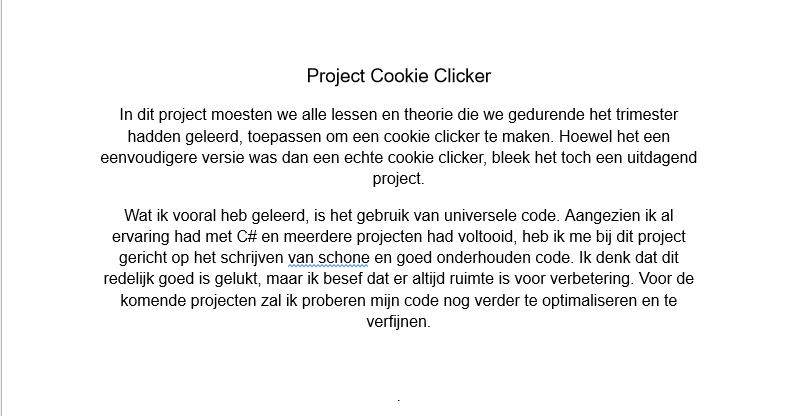 Project Cookie Clicker
In dit project moesten we alle lessen en theorie die we gedurende het trimester
hadden geleerd, toepassen om een cookie clicker te maken. Hoewel het een
eenvoudigere versie was dan een echte cookie clicker, bleek het toch een uitdagend
project.
Wat ik vooral heb geleerd, is het gebruik van universele code. Aangezien ik al
ervaring had met C# en meerdere projecten had voltooid, heb ik me bij dit project
gericht op het schrijven van schone en goed onderhouden code. Ik denk dat dit
redelijk goed is gelukt, maar ik besef dat er altijd ruimte is voor verbetering. Voor de
komende projecten zal ik proberen mijn code nog verder te optimaliseren en te
verfijnen.
.